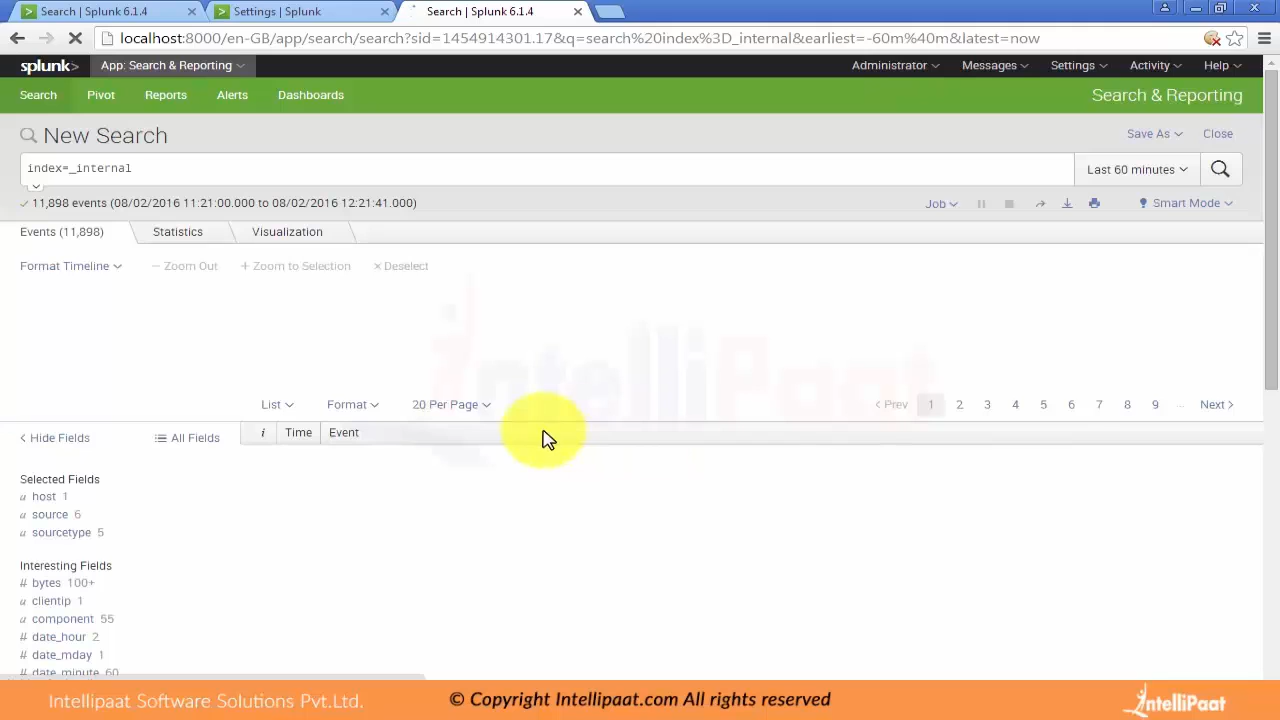 Search | Splunk 6.1.4
Settings | Splunk
Search | Splunk 6.1.4
localhost:8000/en-GB/app/search/search?sid=1454914301.17&q=search%20index%3D_internal&earliest=-60m%40m&latest=now
splunk> App: Search & Reporting Administrator Messages Settings Activity Help
Search Pivot Reports Alerts Dashboards Search & Reporting
New Search Save As Close
index=_internal Last 60 minutes
11,898 events (08/02/2016 11:21:00.000 to 08/02/2016 12:21:41.000) Job Smart Mode
Events (11,898) Statistics Visualization
Format Timeline – Zoom Out + Zoom to Selection × Deselect
IntelliPaat
List Format 20 Per Page < Prev 1 2 3 4 5 6 7 8 9 ... Next >
< Hide Fields All Fields i Time Event
Selected Fields
a host 1
a source 6
a sourcetype 5
Interesting Fields
# bytes 100+
a clientip 1
a component 55
# date_hour 2
# date_mday 1
# date_minute 60
Intellipaat Software Solutions Pvt.Ltd. © Copyright Intellipaat.com All rights reserved IntelliPaat